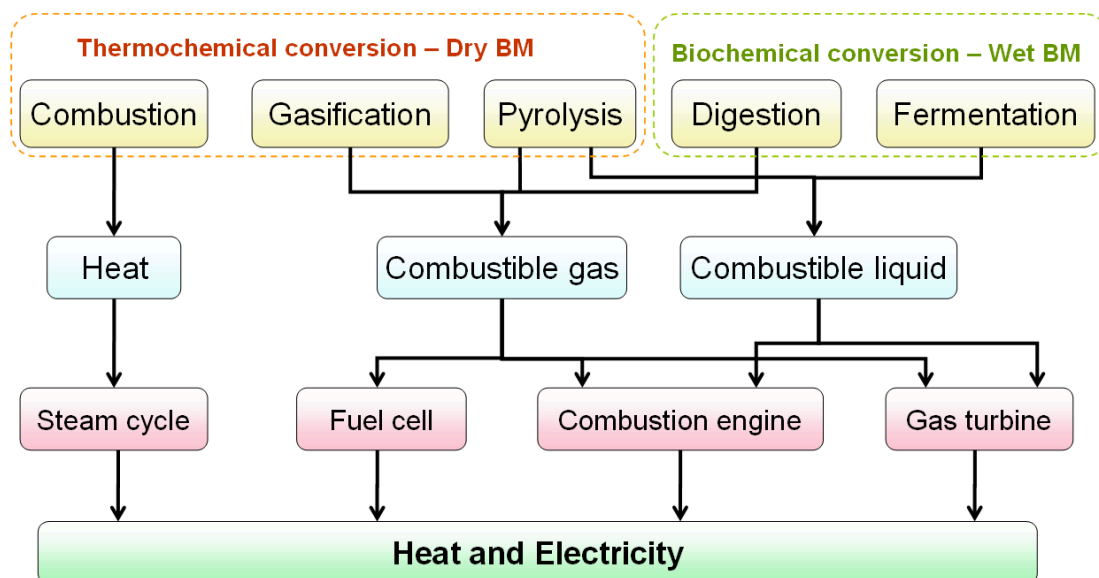 Thermochemical conversion – Dry BM
Biochemical conversion – Wet BM
Combustion
Gasification
Pyrolysis
Digestion
Fermentation
Heat
Combustible gas
Combustible liquid
Steam cycle
Fuel cell
Combustion engine
Gas turbine
Heat and Electricity